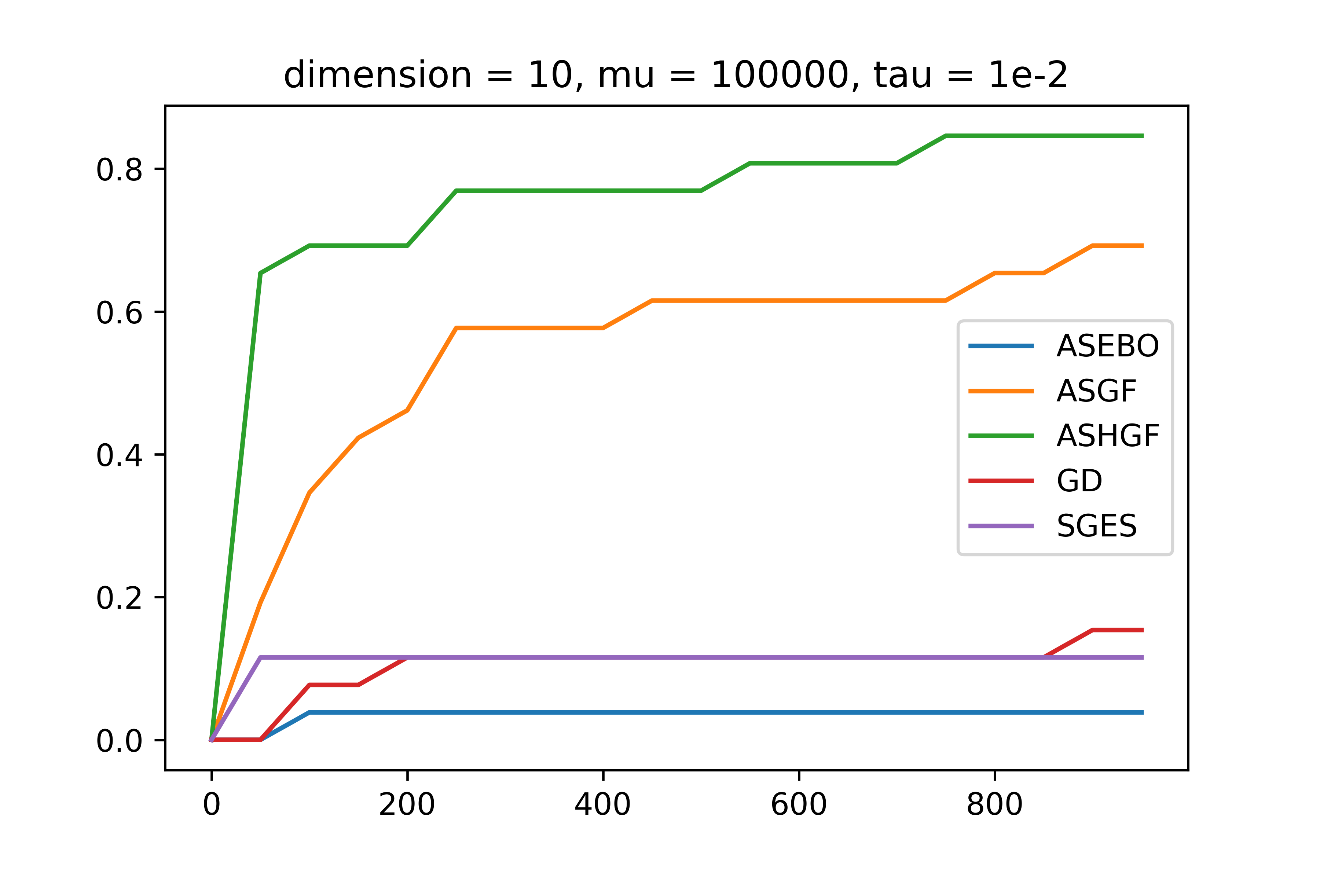 dimension = 10, mu = 100000, tau = 1e-2
0.8
0.6
0.4
0.2
0.0
0 200 400 600 800
ASEBO
ASGF
ASHGF
GD
SGES